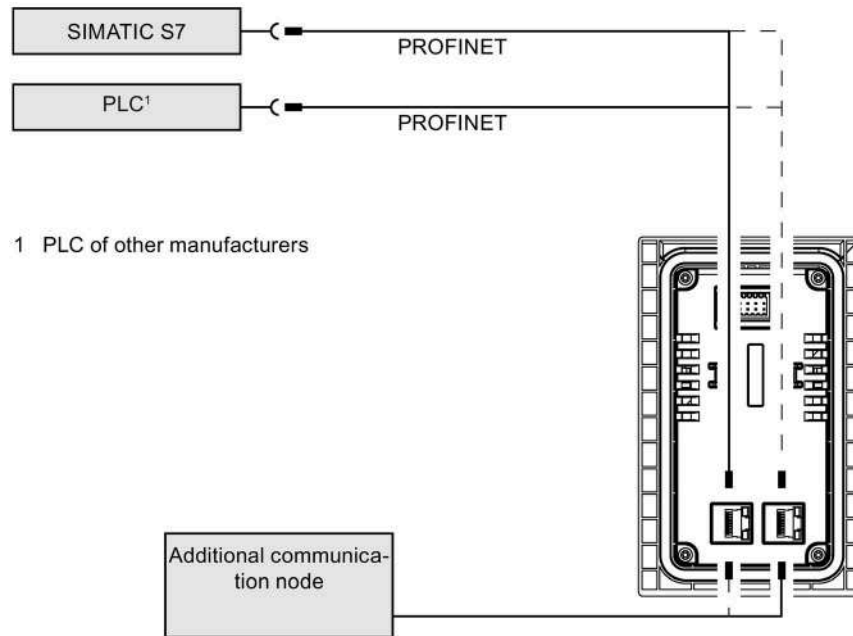 SIMATIC S7
PROFINET
PLC¹
PROFINET
1 PLC of other manufacturers
Additional communica-
tion node